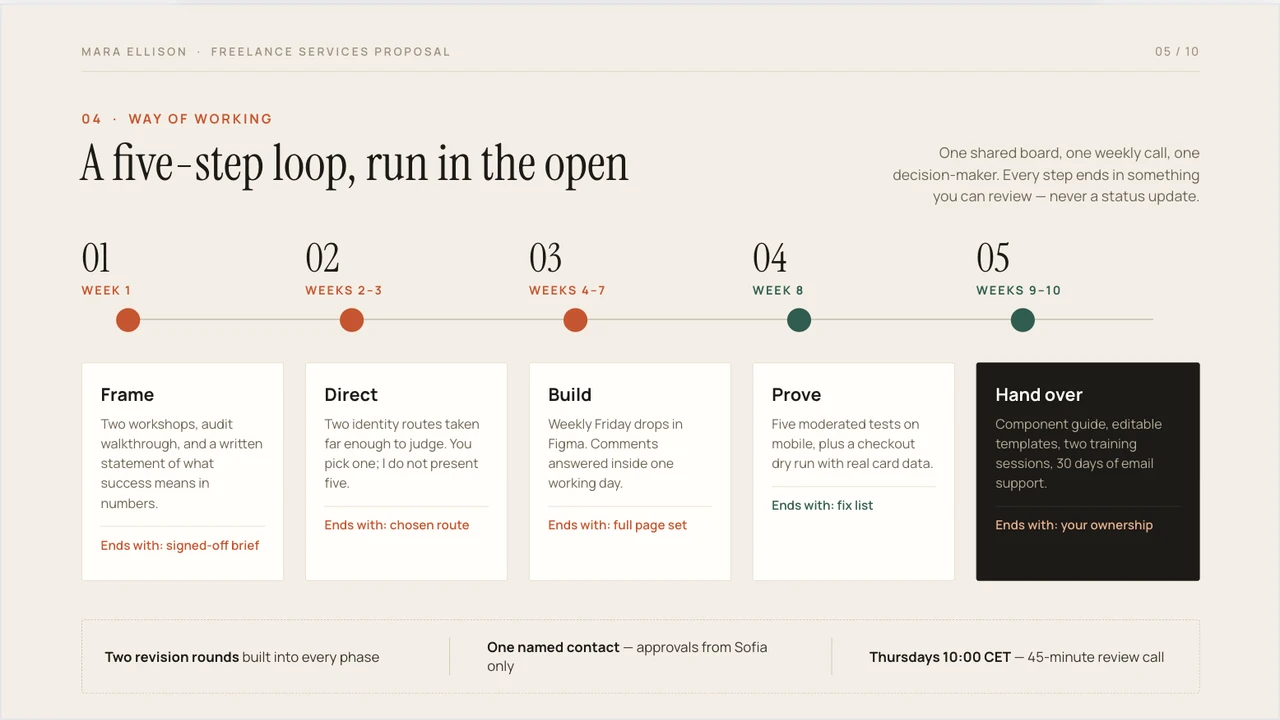 MARA ELLISON · FREELANCE SERVICES PROPOSAL
05 / 10
04 · WAY OF WORKING
A five-step loop, run in the open
One shared board, one weekly call, one
decision-maker. Every step ends in something
you can review — never a status update.
01
WEEK 1
02
WEEKS 2–3
03
WEEKS 4–7
04
WEEK 8
05
WEEKS 9–10
Frame
Two workshops, audit
walkthrough, and a written
statement of what
success means in
numbers.
Ends with: signed-off brief
Direct
Two identity routes taken
far enough to judge. You
pick one; I do not present
five.
Ends with: chosen route
Build
Weekly Friday drops in
Figma. Comments
answered inside one
working day.
Ends with: full page set
Prove
Five moderated tests on
mobile, plus a checkout
dry run with real card data.
Ends with: fix list
Hand over
Component guide, editable
templates, two training
sessions, 30 days of email
support.
Ends with: your ownership
Two revision rounds built into every phase
One named contact — approvals from Sofia
only
Thursdays 10:00 CET — 45-minute review call